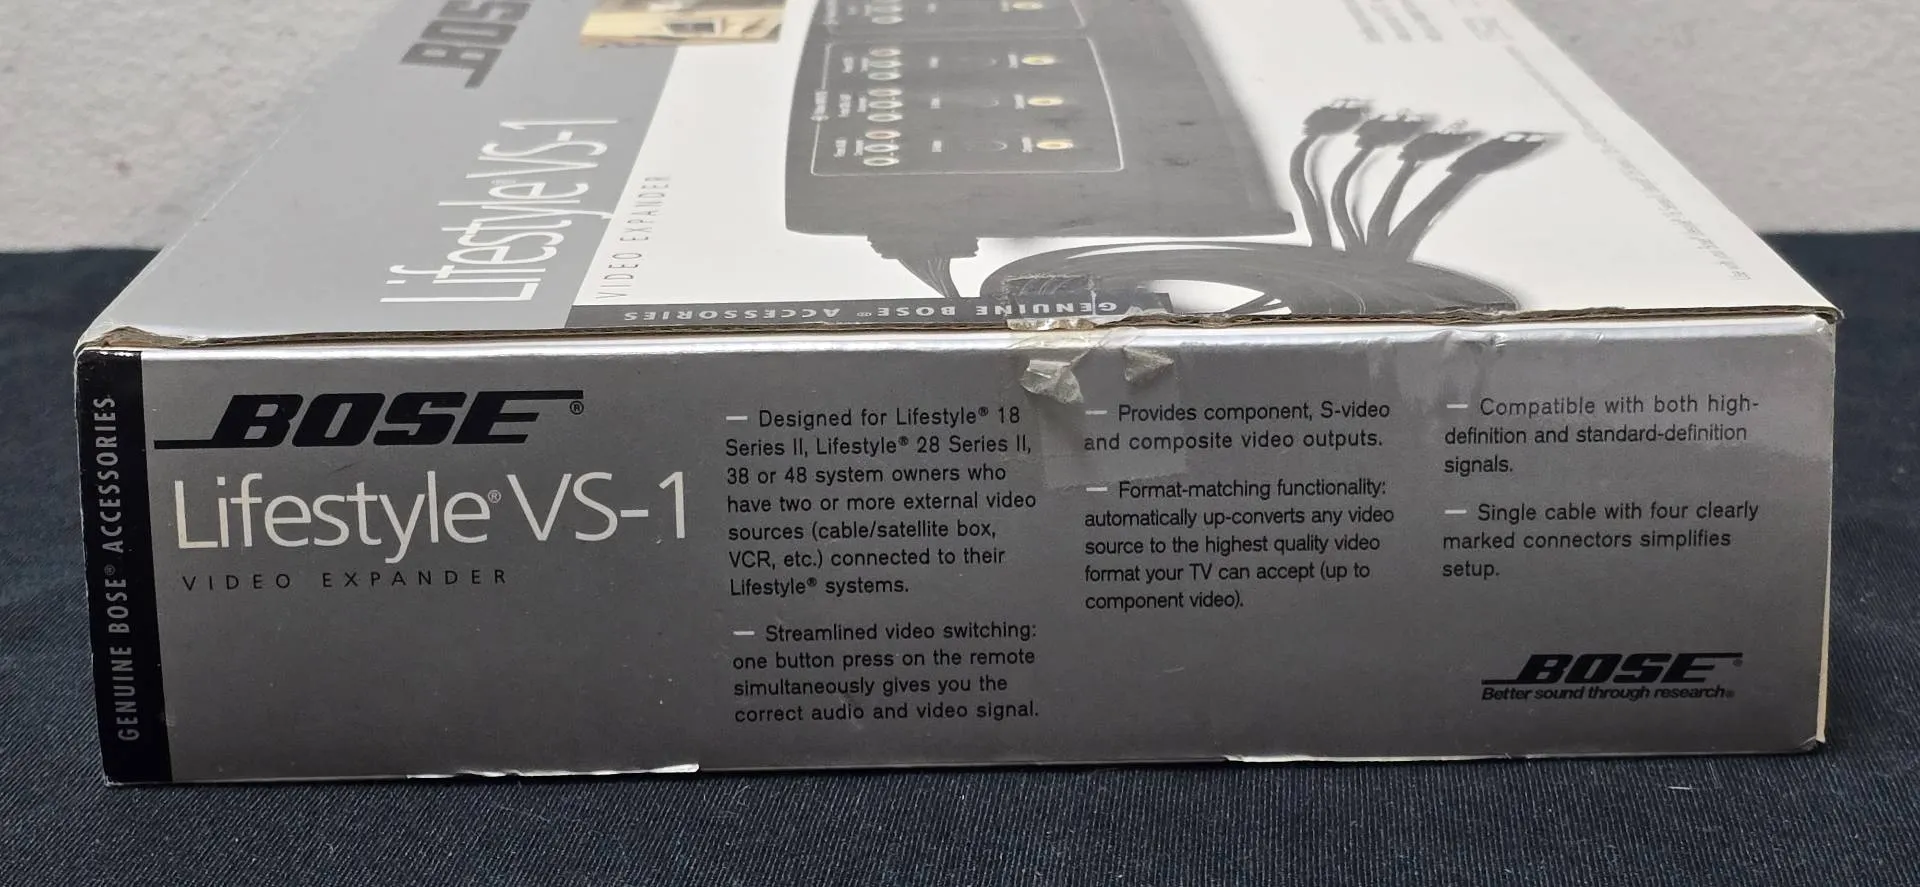 BOSE
Lifestyle® VS-1
VIDEO EXPANDER
GENUINE BOSE® ACCESSORIES
GENUINE BOSE® ACCESSORIES
BOSE®
Lifestyle® VS-1
VIDEO EXPANDER
— Designed for Lifestyle® 18
Series II, Lifestyle® 28 Series II,
38 or 48 system owners who
have two or more external video
sources (cable/satellite box,
VCR, etc.) connected to their
Lifestyle® systems.
— Streamlined video switching:
one button press on the remote
simultaneously gives you the
correct audio and video signal.
— Provides component, S-video
and composite video outputs.
— Format-matching functionality:
automatically up-converts any video
source to the highest quality video
format your TV can accept (up to
component video).
— Compatible with both high-
definition and standard-definition
signals.
— Single cable with four clearly
marked connectors simplifies
setup.
BOSE®
Better sound through research®